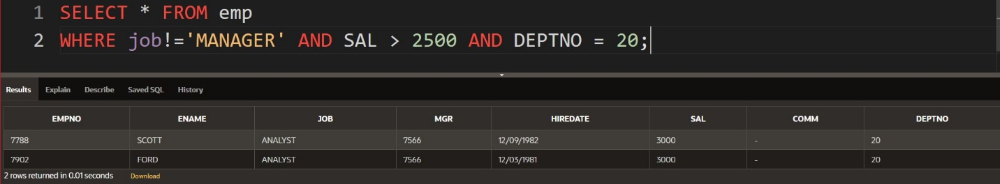 1 SELECT * FROM emp
2 WHERE job!='MANAGER' AND SAL > 2500 AND DEPTNO = 20;
Results Explain Describe Saved SQL History
EMPNO ENAME JOB MGR HIREDATE SAL COMM DEPTNO
7788 SCOTT ANALYST 7566 12/09/1982 3000 - 20
7902 FORD ANALYST 7566 12/03/1981 3000 - 20
2 rows returned in 0.01 seconds Download